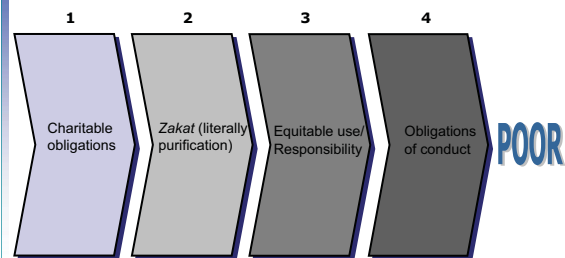 1 2 3 4
Charitable
obligations
Zakat (literally
purification)
Equitable use/
Responsibility
Obligations
of conduct
POOR